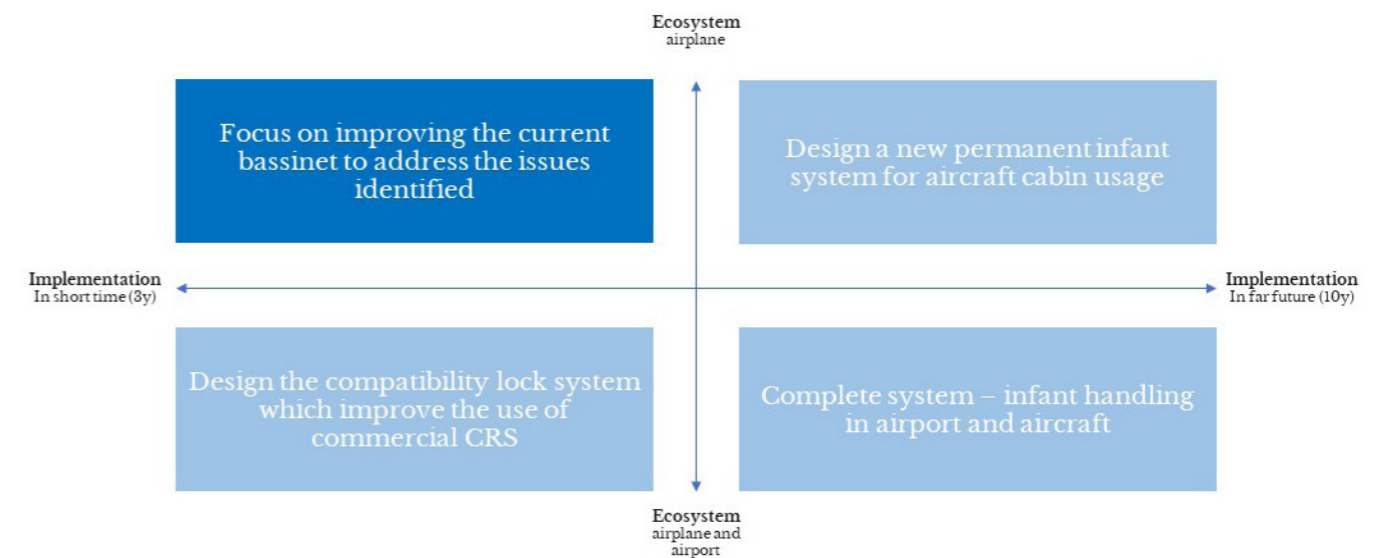 Ecosystem
airplane
Focus on improving the current
bassinet to address the issues
identified
Design a new permanent infant
system for aircraft cabin usage
Implementation
In short time (3y)
Implementation
In far future (10y)
Design the compatibility lock system
which improve the use of
commercial CRS
Complete system – infant handling
in airport and aircraft
Ecosystem
airplane and
airport